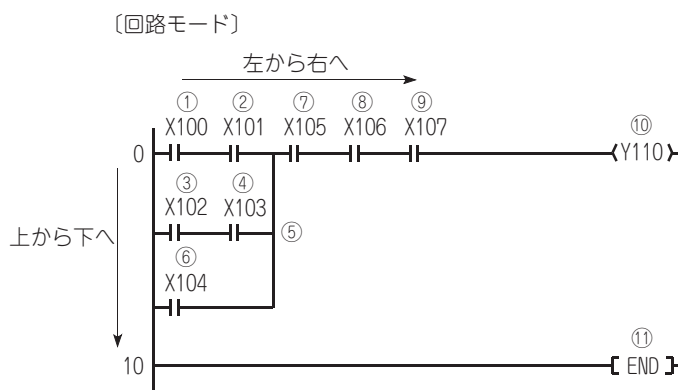 〔回路モード〕
左から右へ
① ② ⑦ ⑧ ⑨ ⑩
X100 X101 X105 X106 X107 Y110
0
③ ④
X102 X103
上から下へ
⑤
⑥
X104
⑪
10 END